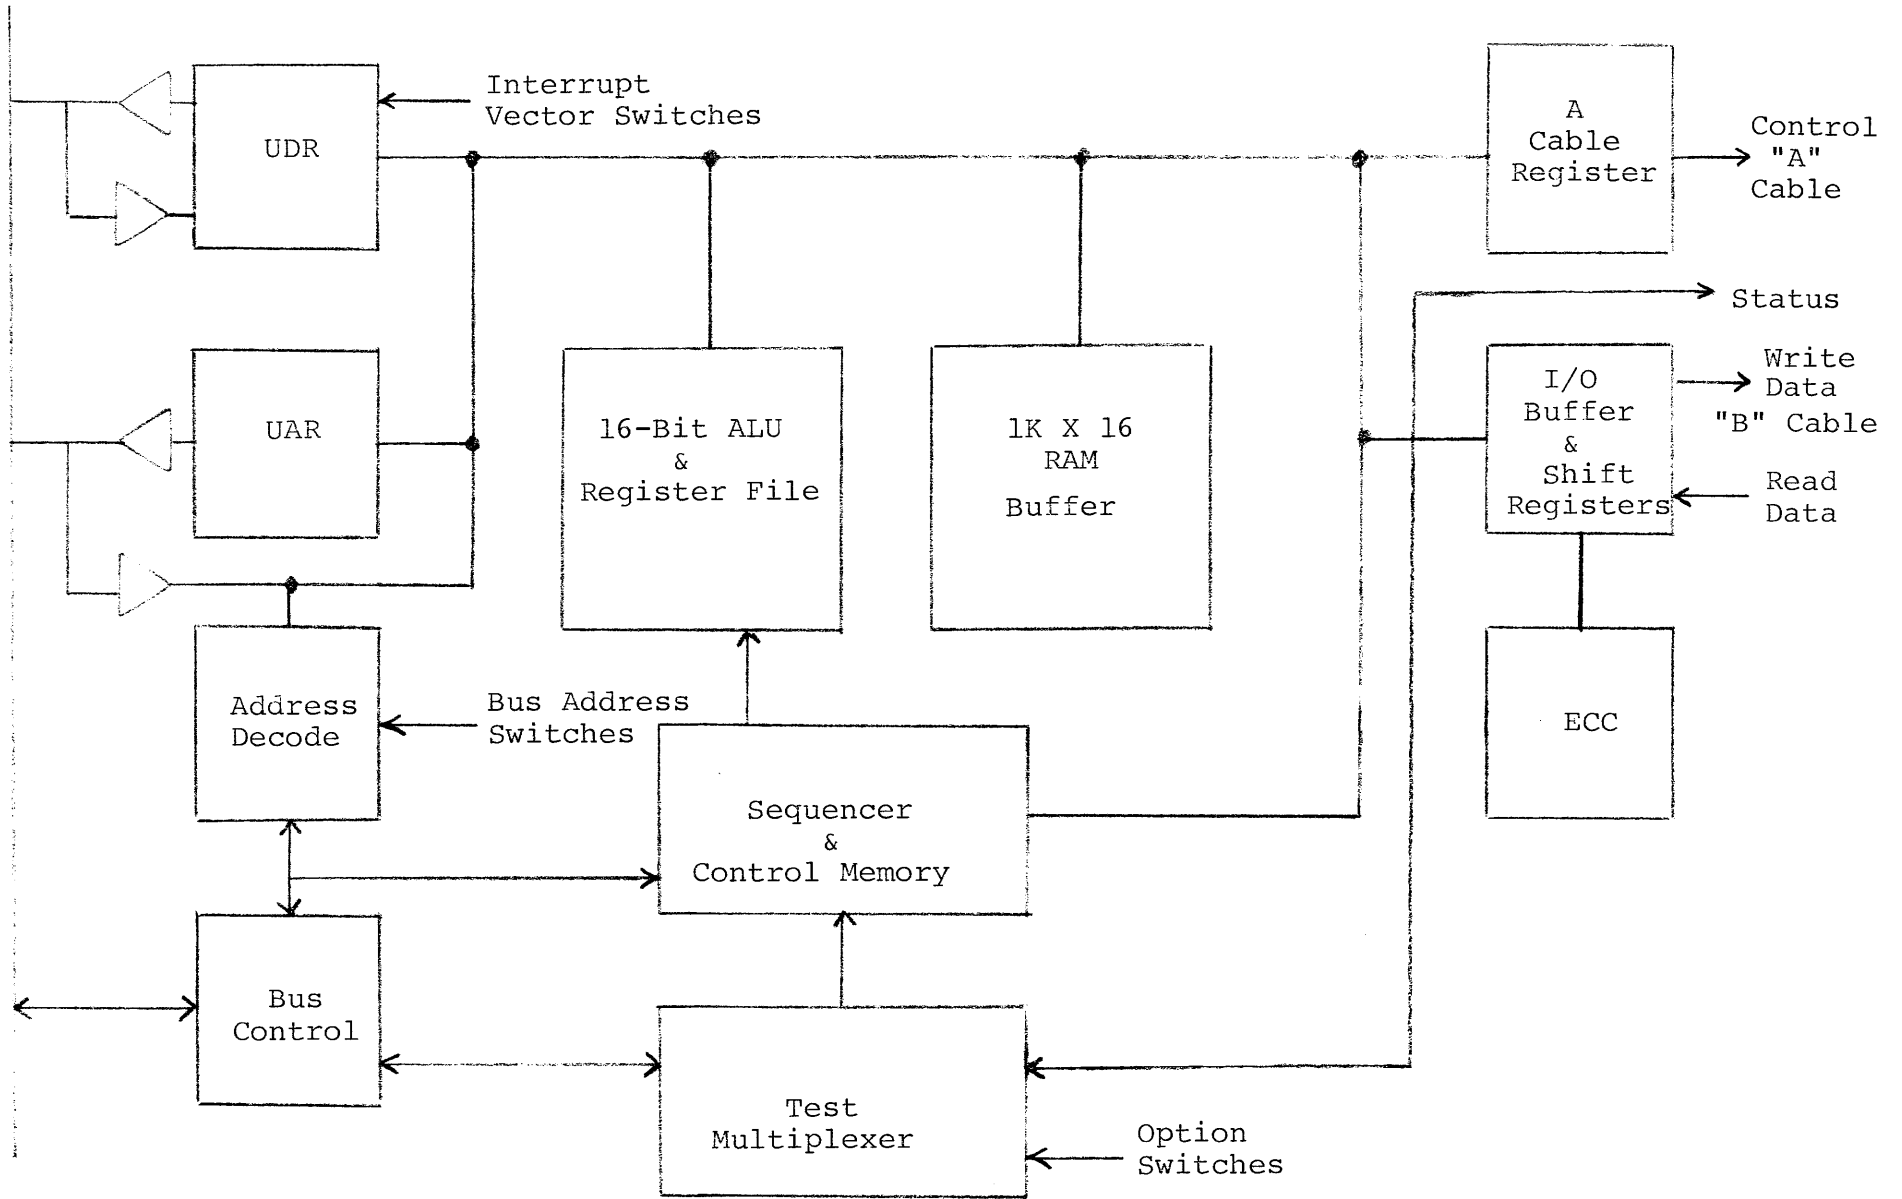 Interrupt
Vector Switches
UDR
A
Cable
Register
Control
"A"
Cable
Status
UAR
16-Bit ALU
&
Register File
1K X 16
RAM
Buffer
I/O
Buffer
&
Shift
Registers
Write
Data
"B" Cable
Read
Data
Address
Decode
Bus Address
Switches
Sequencer
&
Control Memory
ECC
Bus
Control
Test
Multiplexer
Option
Switches